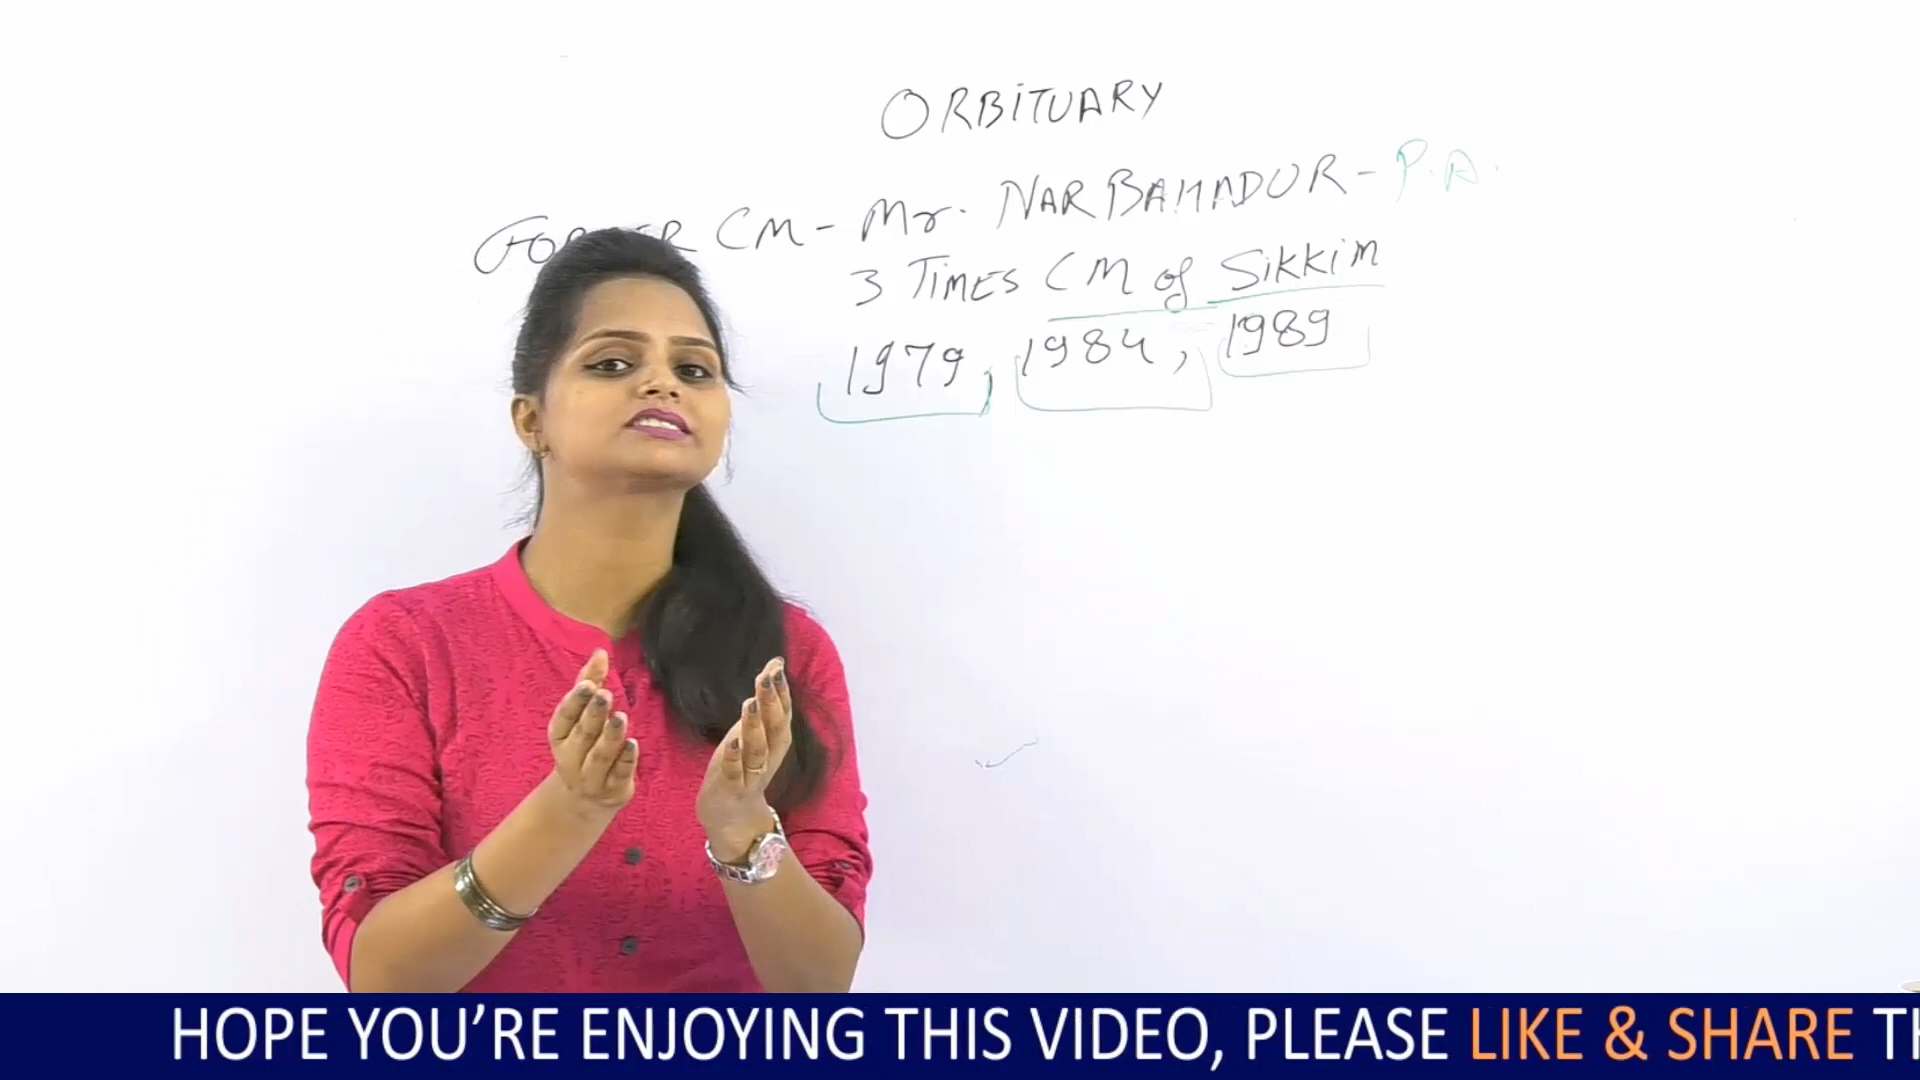 ORBITUARY
CM - Mr. NAR BAHADUR - P.A.
3 TIMES CM of SIKKIM
1979, 1984, 1989
HOPE YOU'RE ENJOYING THIS VIDEO, PLEASE LIKE & SHARE